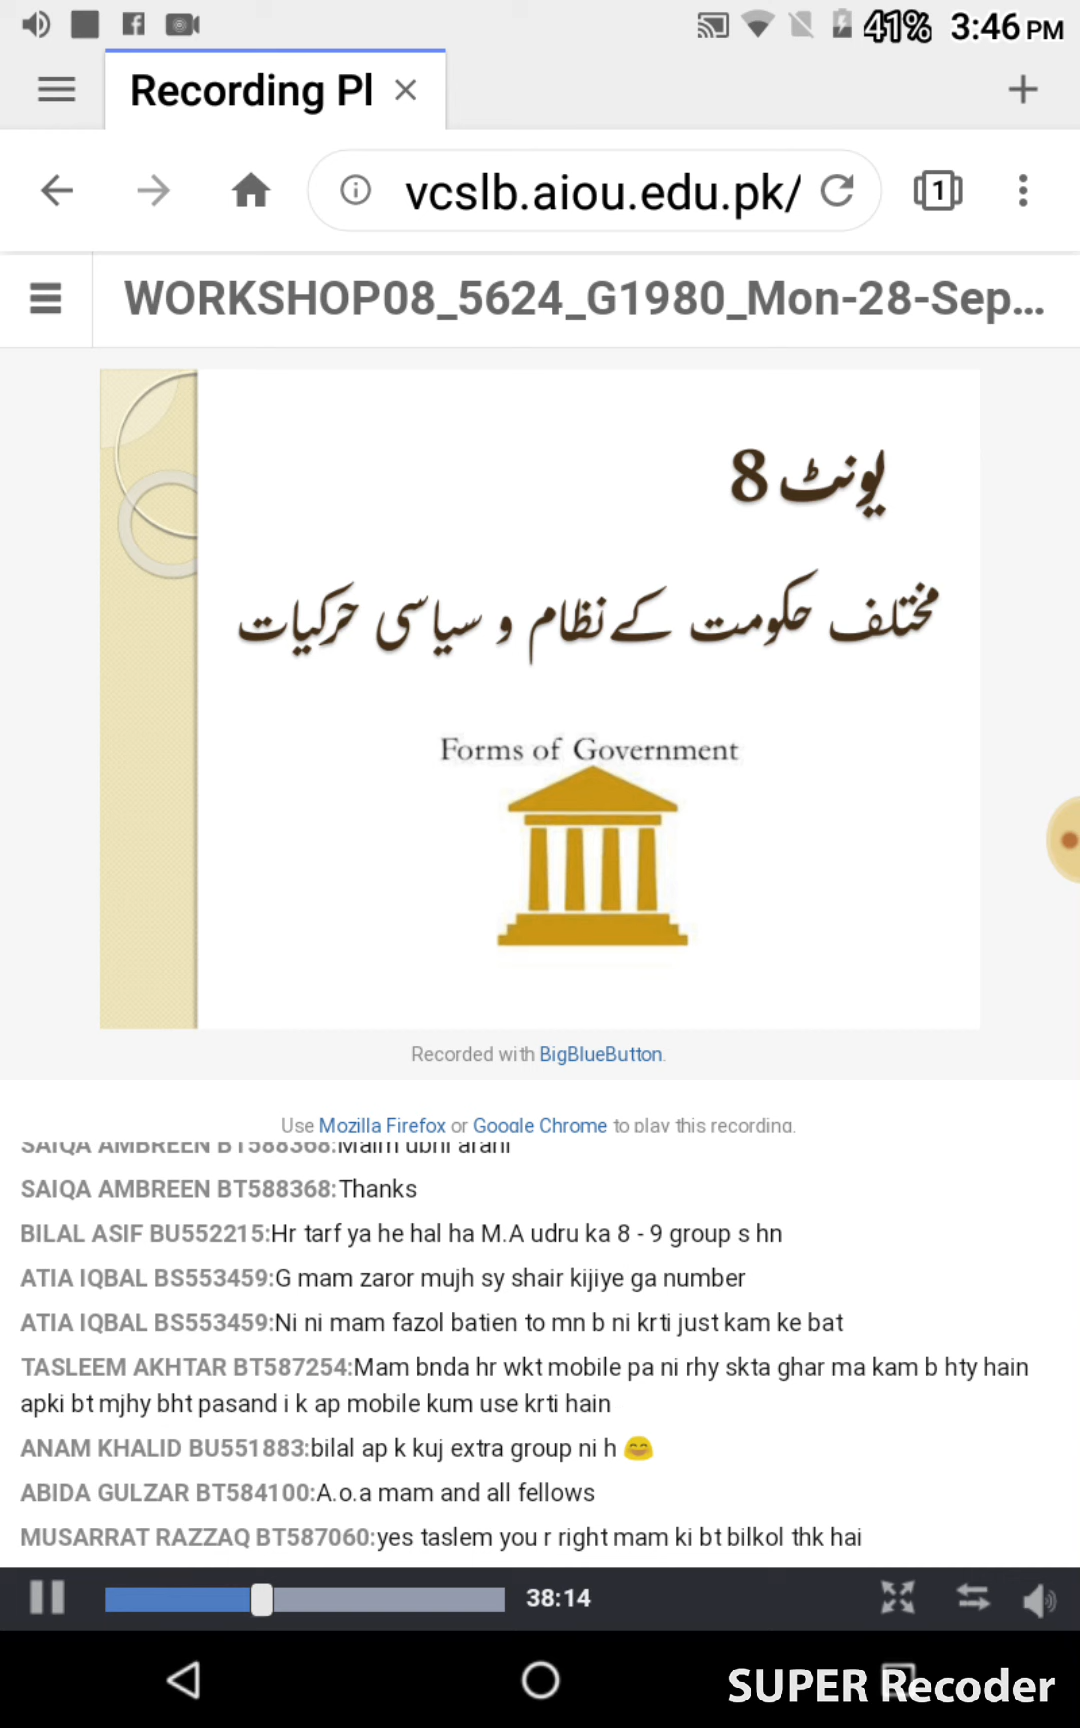 41% 3:46 PM
Recording Pl
vcslb.aiou.edu.pk/
1
WORKSHOP08_5624_G1980_Mon-28-Sep...
یونٹ 8
مختلف حکومت کے نظام و سیاسی حرکیات
Forms of Government
Recorded with BigBlueButton.
Use Mozilla Firefox or Google Chrome to play this recording.
SAIQA AMBREEN BT588368:
SAIQA AMBREEN BT588368:Thanks
BILAL ASIF BU552215:Hr tarf ya he hal ha M.A udru ka 8 - 9 group s hn
ATIA IQBAL BS553459:G mam zaror mujh sy shair kijiye ga number
ATIA IQBAL BS553459:Ni ni mam fazol batien to mn b ni krti just kam ke bat
TASLEEM AKHTAR BT587254:Mam bnda hr wkt mobile pa ni rhy skta ghar ma kam b hty hain
apki bt mjhy bht pasand i k ap mobile kum use krti hain
ANAM KHALID BU551883:bilal ap k kuj extra group ni h 😄
ABIDA GULZAR BT584100:A.o.a mam and all fellows
MUSARRAT RAZZAQ BT587060:yes taslem you r right mam ki bt bilkol thk hai
38:14
SUPER Recoder